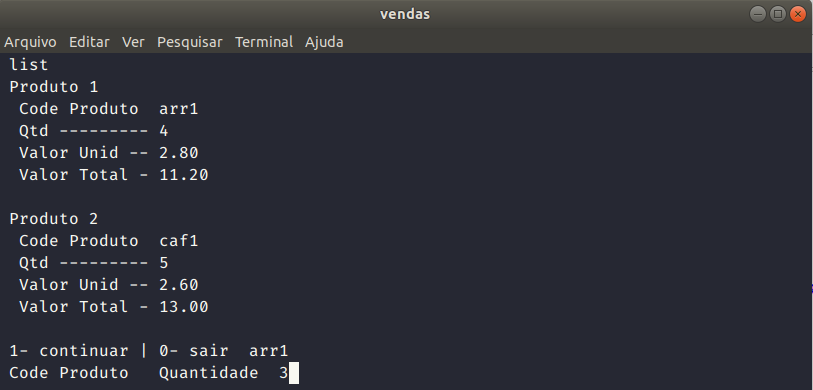 vendas
Arquivo Editar Ver Pesquisar Terminal Ajuda
list
Produto 1
Code Produto  arr1
Qtd --------- 4
Valor Unid -- 2.80
Valor Total - 11.20
Produto 2
Code Produto  caf1
Qtd --------- 5
Valor Unid -- 2.60
Valor Total - 13.00
1- continuar | 0- sair  arr1
Code Produto   Quantidade  3